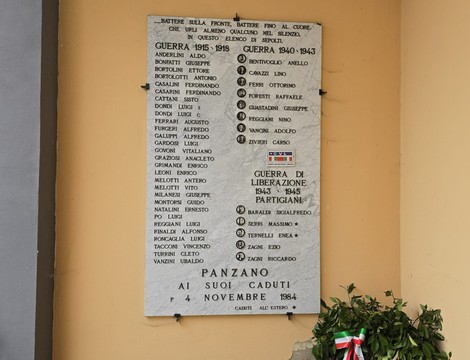 ....BATTERE SULLA FRONTE, BATTERE FINO AL CUORE,
CHE URLI ALMENO QUALCUNO NEL SILENZIO,
IN QUESTO ELENCO DI SEPOLTI.
GUERRA 1915-1918
ANDERLINI ALDO
BONFATTI GIUSEPPE
BORTOLINI ETTORE
BORTOLOTTI ANTONIO
CASALINI FERDINANDO
CASARINI FERDINANDO
CATTANI SISTO
DONDI LUIGI
DONDI LUIGI
FERRARI AUGUSTO
FURGERI ALFREDO
GALUPPI ALFREDO
GARDOSI LUIGI
GOVONI VITALIANO
GRAZIOSI ANACLETO
GRIMANDI ENRICO
LEONI ENRICO
MELOTTI ANTERO
MELOTTI VITO
MILANESI GIUSEPPE
MONTORSI GUIDO
NATALINI ERNESTO
PO LUIGI
REGGIANI LUIGI
RINALDI ALFONSO
RONCAGLIA LUIGI
TACCONI VINCENZO
TURRINI CLETO
VANZINI UBALDO
GUERRA 1940-1943
BENTIVOGLIO ANELLO
CAVAZZI LINO
FERRI OTTORINO
FORESTI RAFFAELE
GUASTADINI GIUSEPPE
REGGIANI NINO
VANCINI ADOLFO
ZIVIERI CARSO
GUERRA DI
LIBERAZIONE
1943 - 1945
PARTIGIANI
BARALDI SIGIALFREDO
SERRI MASSIMO ★
TERNELLI ENEA ★
ZAGNI EZIO
ZAGNI RICCARDO
PANZANO
AI SUOI CADUTI
4 NOVEMBRE 1984
CADUTI ALL'ESTERO ★